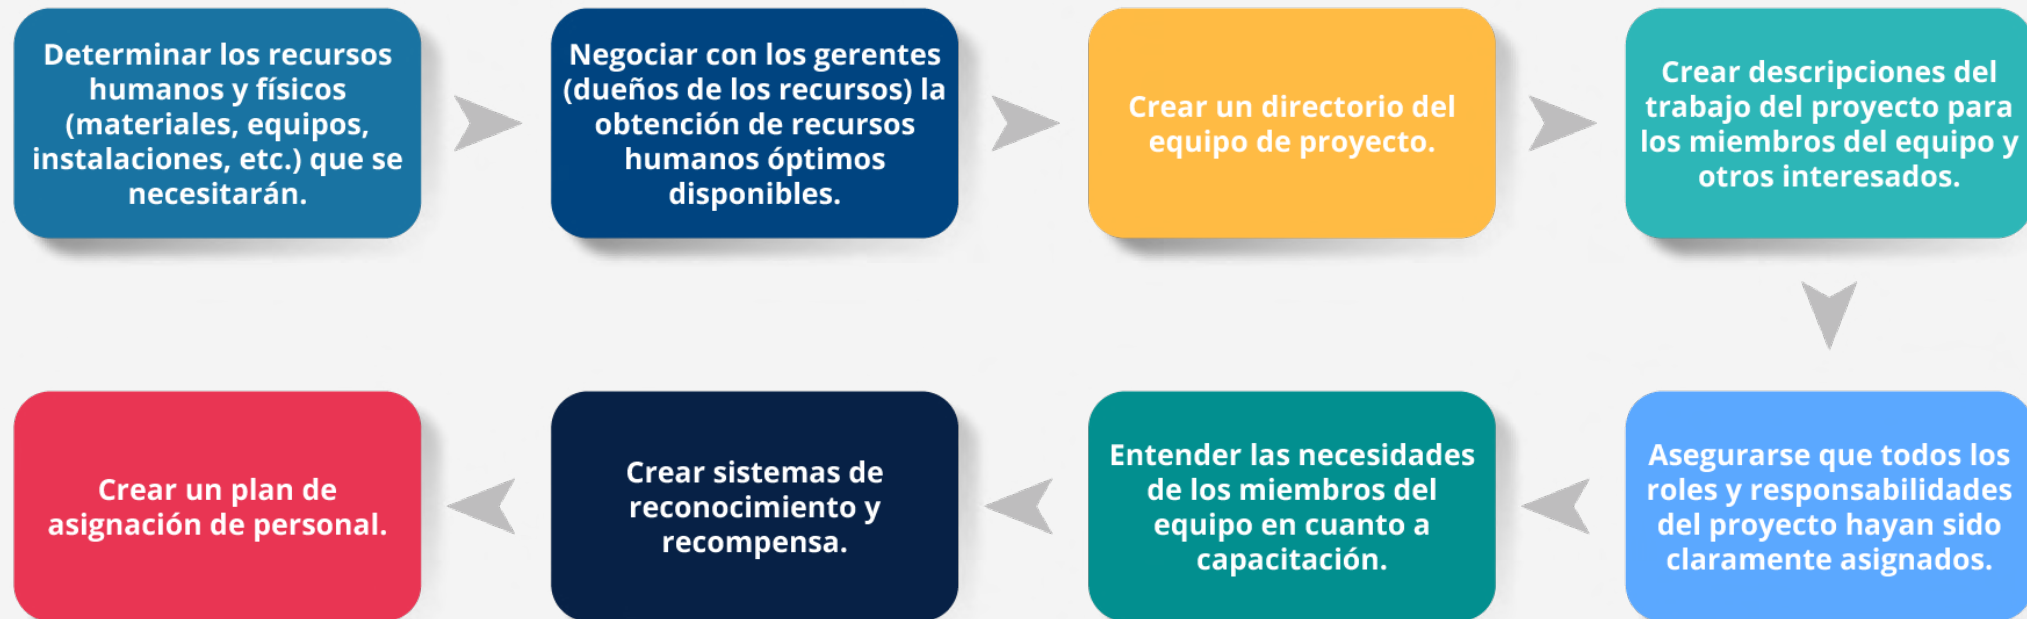 Determinar los recursos
humanos y físicos
(materiales, equipos,
instalaciones, etc.) que se
necesitarán.
Negociar con los gerentes
(dueños de los recursos) la
obtención de recursos
humanos óptimos
disponibles.
Crear un directorio del
equipo de proyecto.
Crear descripciones del
trabajo del proyecto para
los miembros del equipo y
otros interesados.
Asegurarse que todos los
roles y responsabilidades
del proyecto hayan sido
claramente asignados.
Entender las necesidades
de los miembros del
equipo en cuanto a
capacitación.
Crear sistemas de
reconocimiento y
recompensa.
Crear un plan de
asignación de personal.